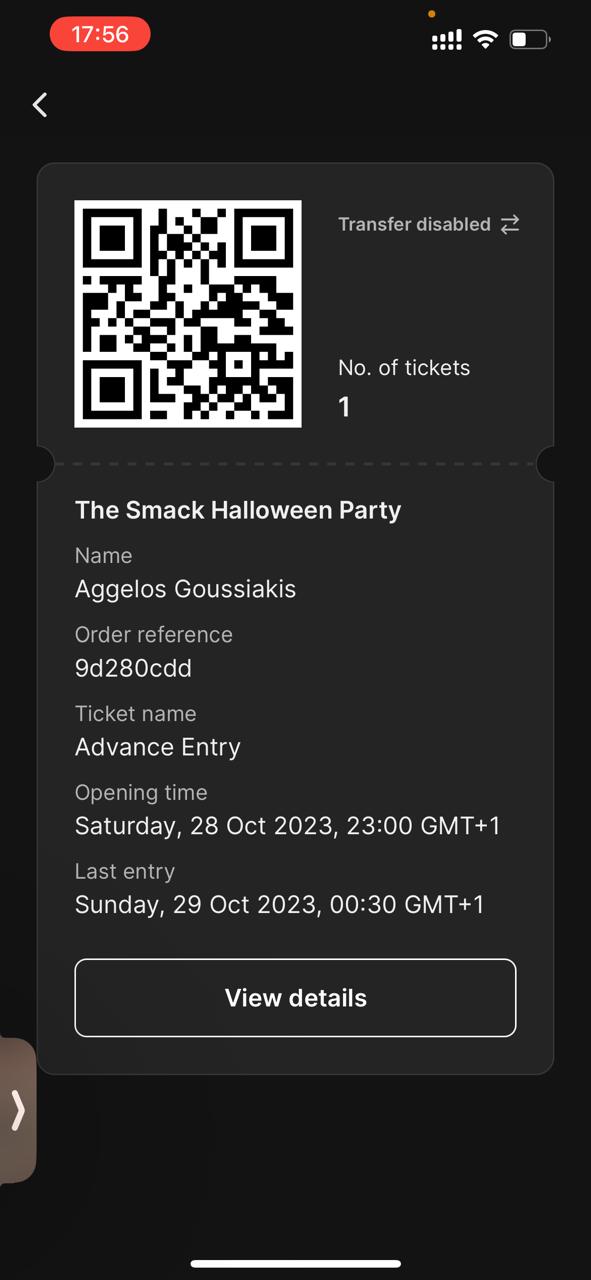 17:56
Transfer disabled
No. of tickets
1
The Smack Halloween Party
Name
Aggelos Goussiakis
Order reference
9d280cdd
Ticket name
Advance Entry
Opening time
Saturday, 28 Oct 2023, 23:00 GMT+1
Last entry
Sunday, 29 Oct 2023, 00:30 GMT+1
View details